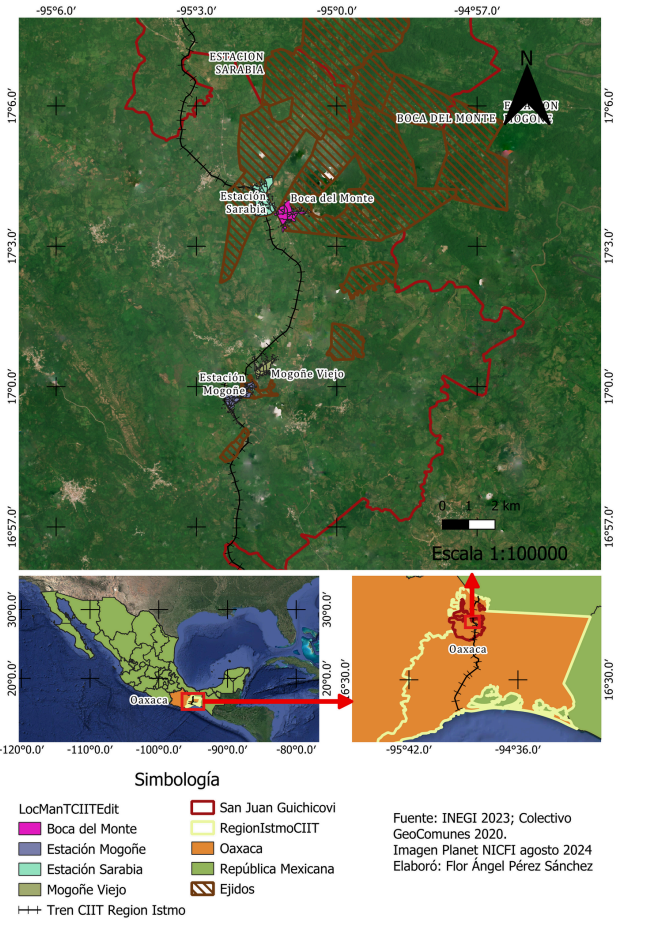 -95°6.0′ -95°3.0′ -95°0.0′ -94°57.0′
ESTACION
SARABIA
N
17°6.0′ 17°6.0′
BOCA DEL MONTE
MOGOÑE
Estación
Sarabia
Boca del Monte
17°3.0′ 17°3.0′
Estación
Mogoñe
Mogoñe Viejo
17°0.0′ 17°0.0′
16°57.0′ 16°57.0′
0 1 2 km
Escala 1:100000
30°0.0′ 30°0.0′
20°0.0′ 20°0.0′
Oaxaca
-120°0.0′ -110°0.0′ -100°0.0′ -90°0.0′ -80°0.0′
Oaxaca
16°30.0′ 16°30.0′
-95°42.0′ -94°36.0′
Simbología
LocManTCIITEdit
Boca del Monte
Estación Mogoñe
Estación Sarabia
Mogoñe Viejo
Tren CIIT Region Istmo
San Juan Guichicovi
RegionIstmoCIIT
Oaxaca
República Mexicana
Ejidos
Fuente: INEGI 2023; Colectivo
GeoComunes 2020.
Imagen Planet NICFI agosto 2024
Elaboró: Flor Ángel Pérez Sánchez